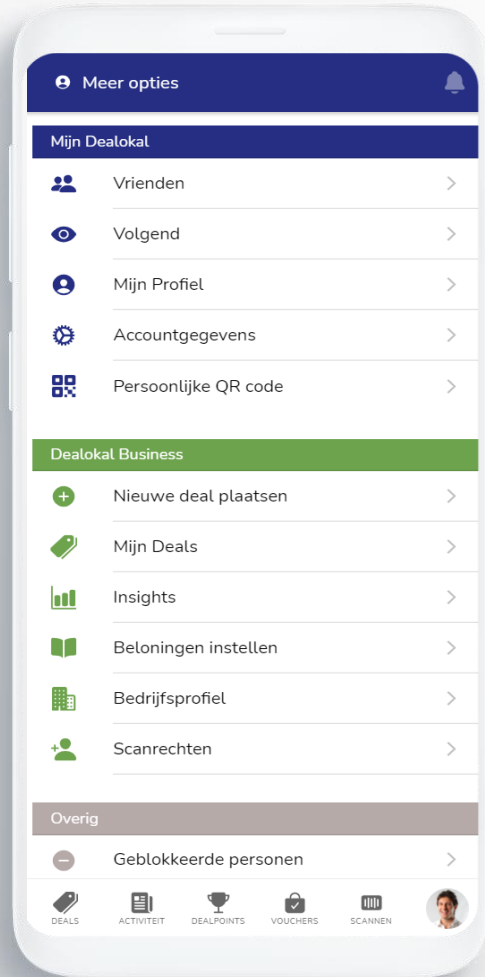 Meer opties
Mijn Dealokal
Vrienden
Volgend
Mijn Profiel
Accountgegevens
Persoonlijke QR code
Dealokal Business
Nieuwe deal plaatsen
Mijn Deals
Insights
Beloningen instellen
Bedrijfsprofiel
Scanrechten
Overig
Geblokkeerde personen
DEALS ACTIVITEIT DEALPOINTS VOUCHERS SCANNEN